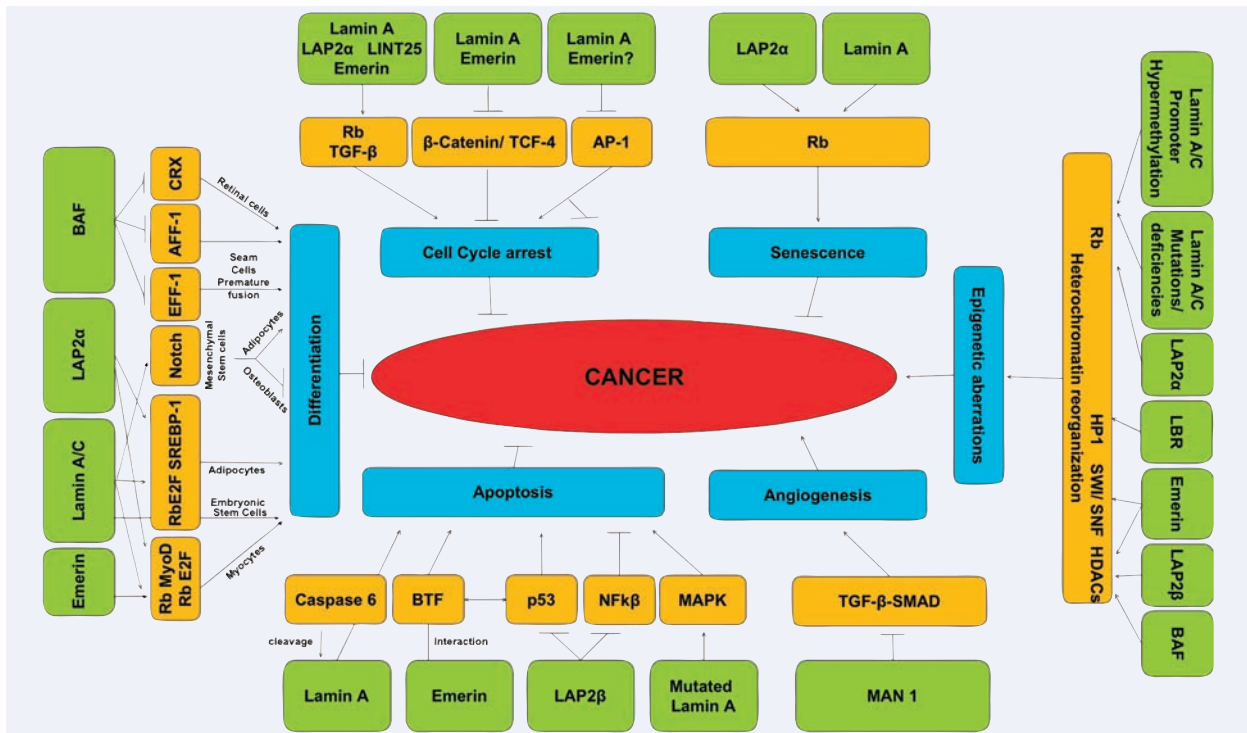 Lamin A
LAP2α LINT25
Emerin
Lamin A
Emerin
Lamin A
Emerin?
LAP2α
Lamin A
Rb
TGF-β
β-Catenin/ TCF-4
AP-1
Rb
Cell Cycle arrest
Senescence
BAF
LAP2α
Lamin A/C
Emerin
CRX
AFF-1
EFF-1
Notch
RbE2F SREBP-1
Rb MyoD
Rb E2F
Retinal cells
Seam
Cells
Premature
fusion
Mesenchymal
Stem cells
Adipocytes
Osteoblasts
Adipocytes
Embryonic
Stem Cells
Myocytes
Differentiation
CANCER
Epigenetic aberrations
Rb HP1 SWI/ SNF HDACs
Heterochromatin reorganization
Lamin A/C
Promoter
Hypermethylation
Lamin A/C
Mutations/
deficiencies
LAP2α
LBR
Emerin
LAP2β
BAF
Apoptosis
Angiogenesis
Caspase 6
BTF
p53
NFkβ
MAPK
TGF-β-SMAD
cleavage
Interaction
Lamin A
Emerin
LAP2β
Mutated
Lamin A
MAN 1